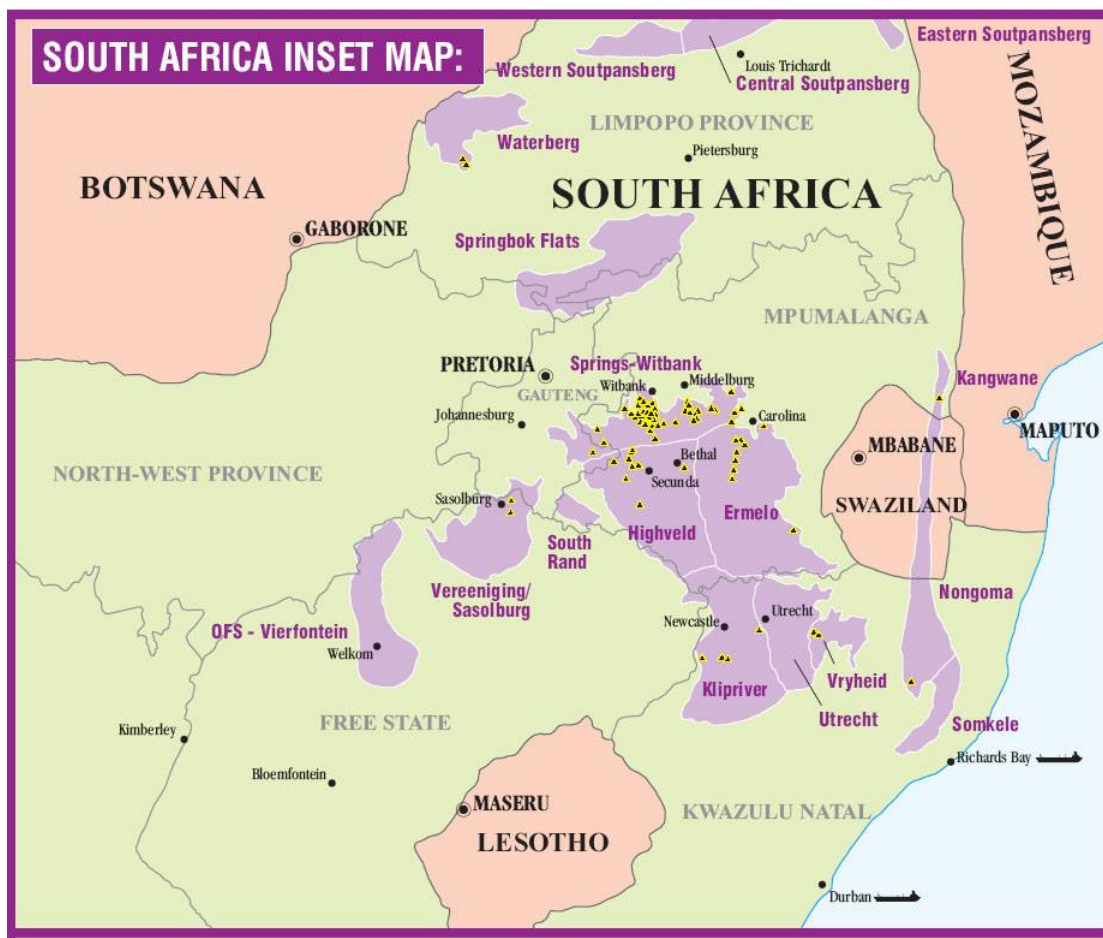 SOUTH AFRICA INSET MAP:
Eastern Soutpansberg
Western Soutpansberg
Louis Trichardt
Central Soutpansberg
MOZAMBIQUE
LIMPOPO PROVINCE
Waterberg
Pietersburg
BOTSWANA
SOUTH AFRICA
GABORONE
Springbok Flats
MPUMALANGA
PRETORIA
Springs-Witbank
Witbank
Middelburg
Kangwane
GAUTENG
Johannesburg
Carolina
MAPUTO
MBABANE
Bethal
NORTH-WEST PROVINCE
Secunda
Sasolburg
SWAZILAND
Ermelo
Highveld
South
Rand
Vereeniging/
Sasolburg
Nongoma
Utrecht
Newcastle
OFS - Vierfontein
Welkom
Vryheid
Klipriver
Utrecht
FREE STATE
Somkele
Kimberley
Richards Bay
Bloemfontein
MASERU
KWAZULU NATAL
LESOTHO
Durban